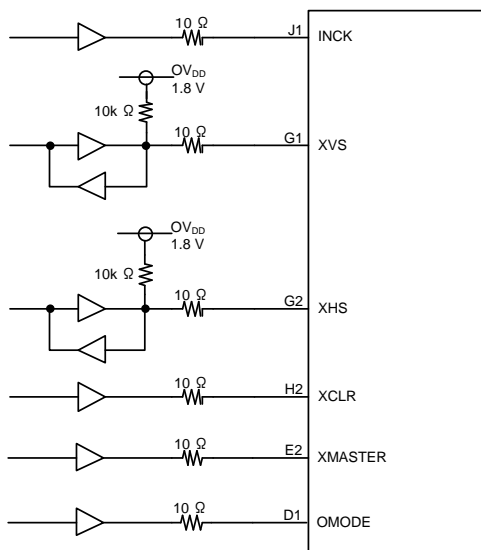 10 Ω
J1 INCK
OVDD
1.8 V
10k Ω
10 Ω
G1 XVS
OVDD
1.8 V
10k Ω
10 Ω
G2 XHS
10 Ω
H2 XCLR
10 Ω
E2 XMASTER
10 Ω
D1 OMODE